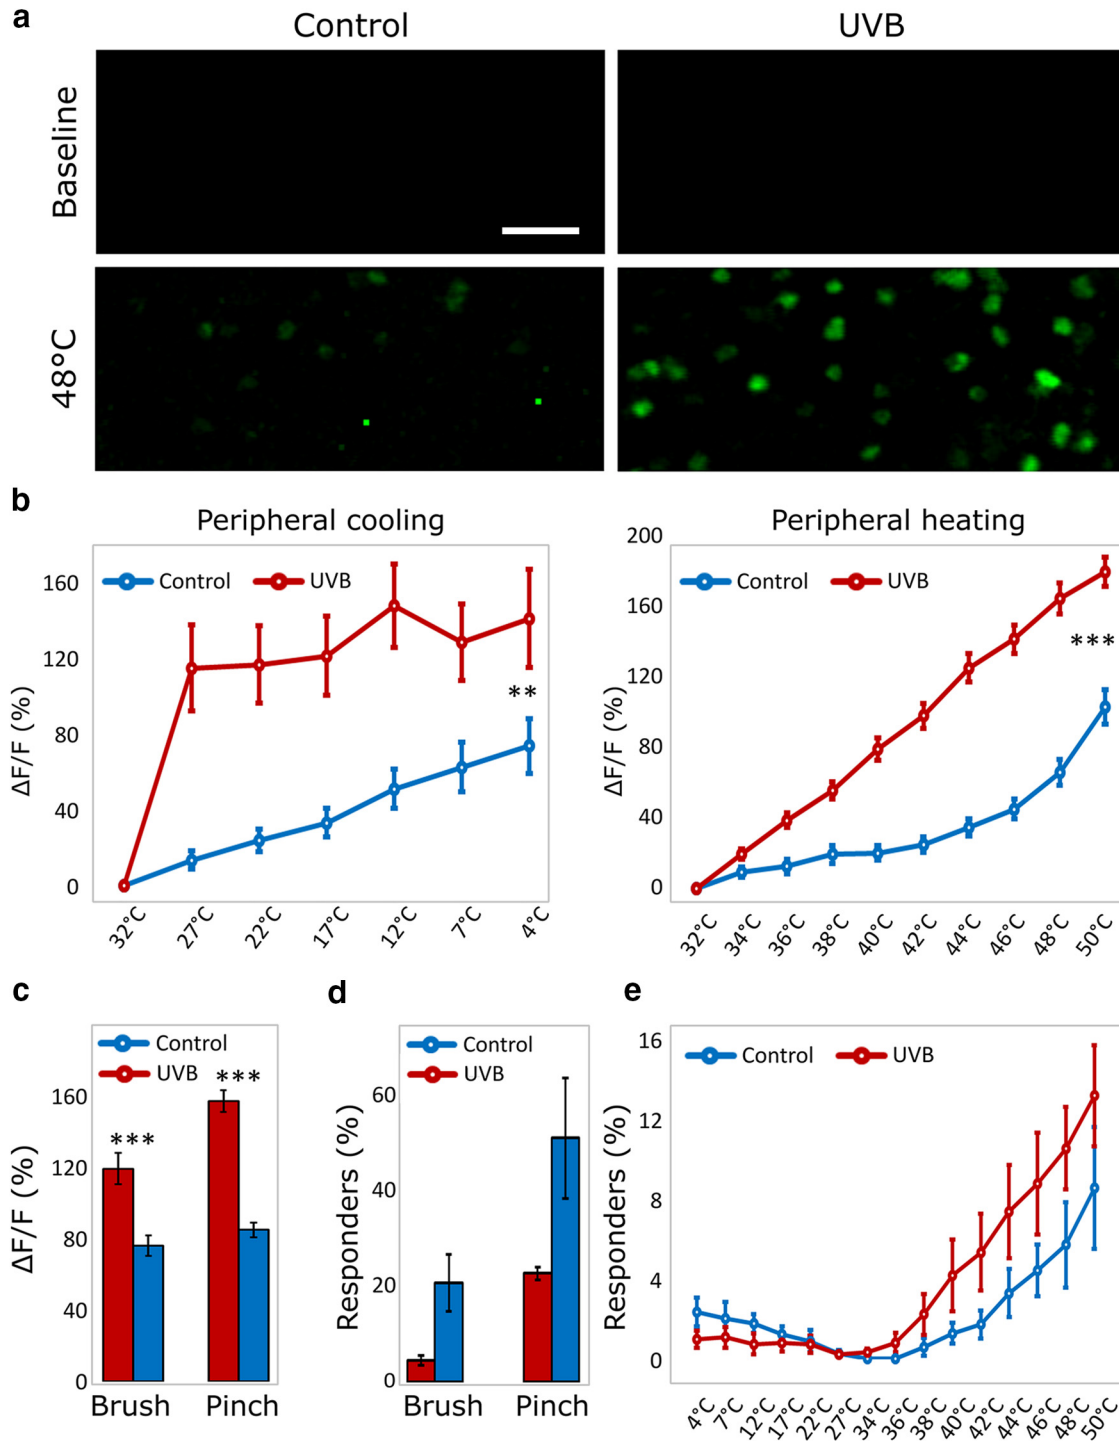 a
Control
UVB
Baseline
48°C
b
Peripheral cooling
Control
UVB
ΔF/F (%)
160
120
80
40
0
**
32°C
27°C
22°C
17°C
12°C
7°C
4°C
Peripheral heating
Control
UVB
ΔF/F (%)
200
160
120
80
40
0
***
32°C
34°C
36°C
38°C
40°C
42°C
44°C
46°C
48°C
50°C
c
Control
UVB
ΔF/F (%)
160
120
80
40
0
***
***
Brush
Pinch
d
Control
UVB
Responders (%)
60
40
20
0
Brush
Pinch
e
Control
UVB
Responders (%)
16
12
8
4
0
4°C
7°C
12°C
17°C
22°C
27°C
34°C
36°C
38°C
40°C
42°C
44°C
46°C
48°C
50°C